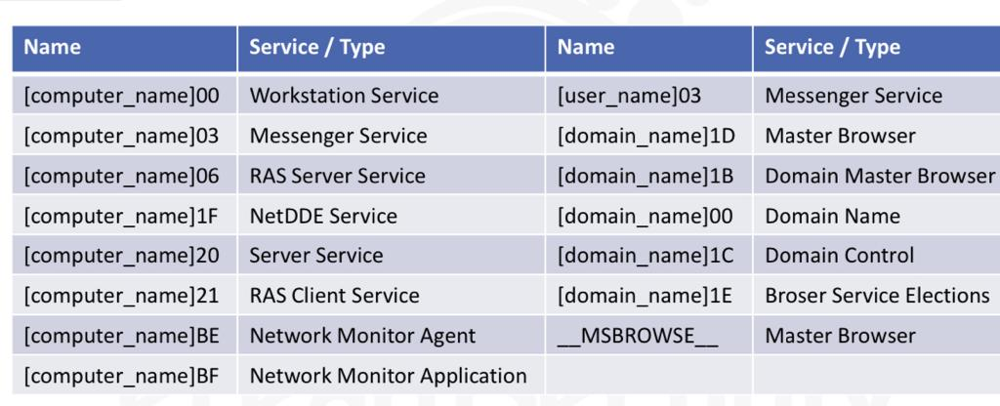 Name Service / Type Name Service / Type
[computer_name]00 Workstation Service [user_name]03 Messenger Service
[computer_name]03 Messenger Service [domain_name]1D Master Browser
[computer_name]06 RAS Server Service [domain_name]1B Domain Master Browser
[computer_name]1F NetDDE Service [domain_name]00 Domain Name
[computer_name]20 Server Service [domain_name]1C Domain Control
[computer_name]21 RAS Client Service [domain_name]1E Broser Service Elections
[computer_name]BE Network Monitor Agent __MSBROWSE__ Master Browser
[computer_name]BF Network Monitor Application